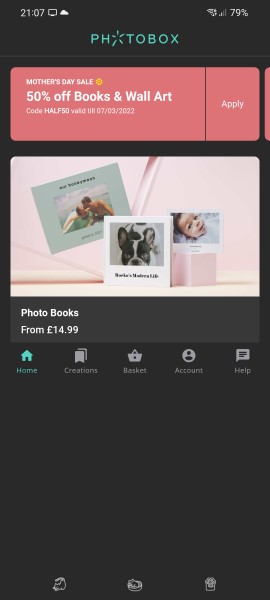 21:07 79%
PHOTOBOX
MOTHER'S DAY SALE
50% off Books & Wall Art
Code HALF50 valid till 07/03/2022
Apply
our honeymoon
Rocko's Modern Life
Photo Books
From £14.99
Home Creations Basket Account Help